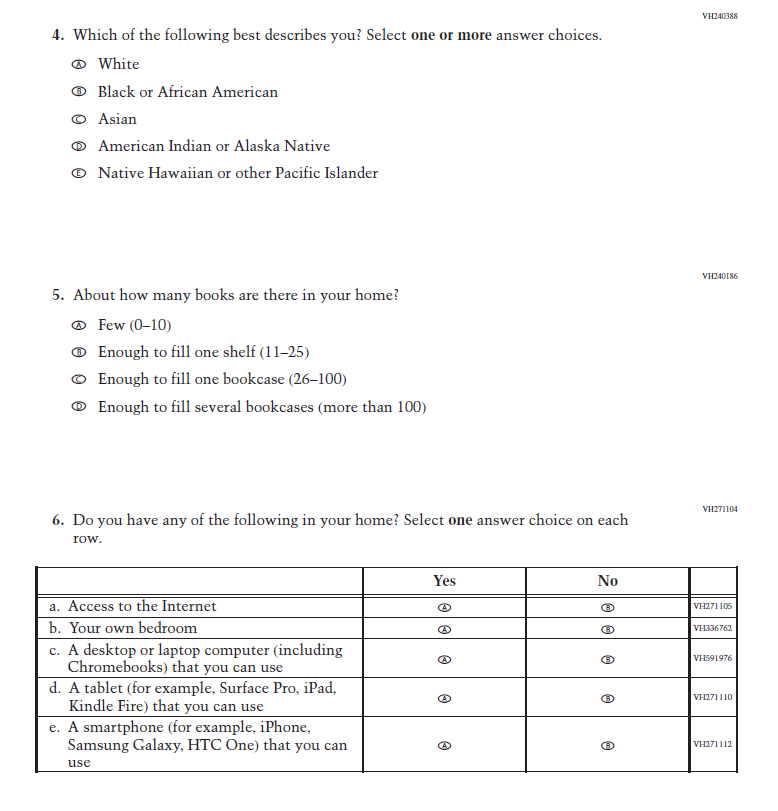 VH240388
4. Which of the following best describes you? Select one or more answer choices.
Ⓐ White
Ⓑ Black or African American
Ⓒ Asian
Ⓓ American Indian or Alaska Native
Ⓔ Native Hawaiian or other Pacific Islander
VH240186
5. About how many books are there in your home?
Ⓐ Few (0–10)
Ⓑ Enough to fill one shelf (11–25)
Ⓒ Enough to fill one bookcase (26–100)
Ⓓ Enough to fill several bookcases (more than 100)
VH271104
6. Do you have any of the following in your home? Select one answer choice on each
row.
Yes No
a. Access to the Internet Ⓐ Ⓑ VH271105
b. Your own bedroom Ⓐ Ⓑ VH336762
c. A desktop or laptop computer (including
Chromebooks) that you can use Ⓐ Ⓑ VH591976
d. A tablet (for example, Surface Pro, iPad,
Kindle Fire) that you can use Ⓐ Ⓑ VH271110
e. A smartphone (for example, iPhone,
Samsung Galaxy, HTC One) that you can Ⓐ Ⓑ VH271112
use